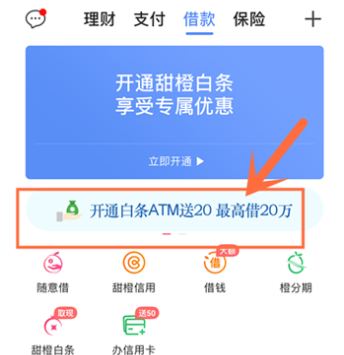 理财 支付 借款 保险
开通甜橙白条
享受专属优惠
立即开通
开通白条ATM送20 最高借20万
大额
随意借 甜橙信用 借钱 橙分期
取现 送50
甜橙白条 办信用卡